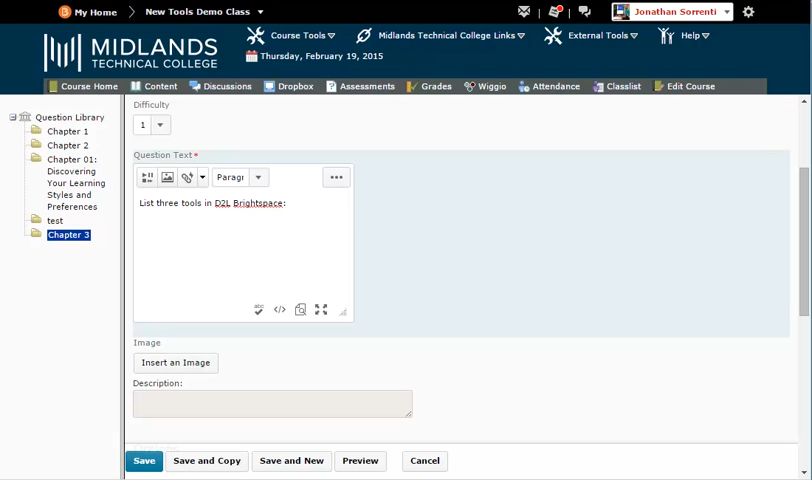 My Home
New Tools Demo Class
Jonathan Sorrenti
MIDLANDS
TECHNICAL COLLEGE
Course Tools
Midlands Technical College Links
External Tools
Help
Thursday, February 19, 2015
Course Home
Content
Discussions
Dropbox
Assessments
Grades
Wiggio
Attendance
Classlist
Edit Course
Question Library
Chapter 1
Chapter 2
Chapter 01:
Discovering
Your Learning
Styles and
Preferences
test
Chapter 3
Difficulty
1
Question Text*
Paragr
List three tools in D2L Brightspace:
abc
Image
Insert an Image
Description:
Save
Save and Copy
Save and New
Preview
Cancel